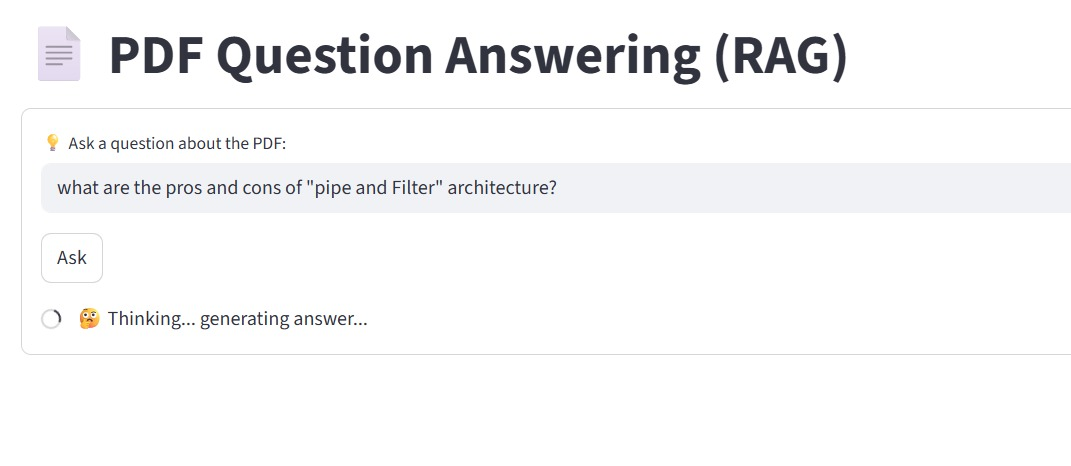 PDF Question Answering (RAG)
Ask a question about the PDF:
what are the pros and cons of "pipe and Filter" architecture?
Ask
Thinking... generating answer...